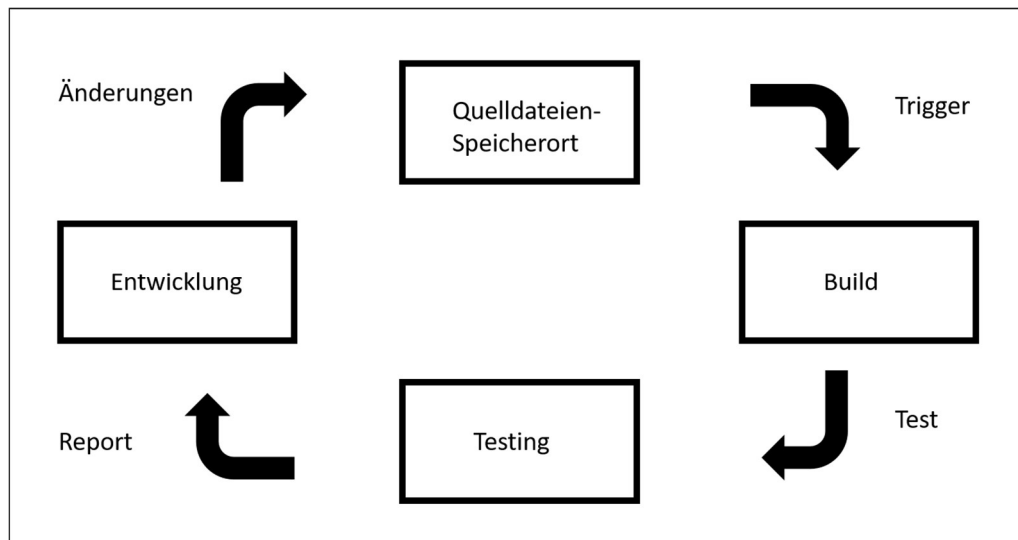 Änderungen
Quelldateien-
Speicherort
Trigger
Entwicklung
Build
Report
Testing
Test